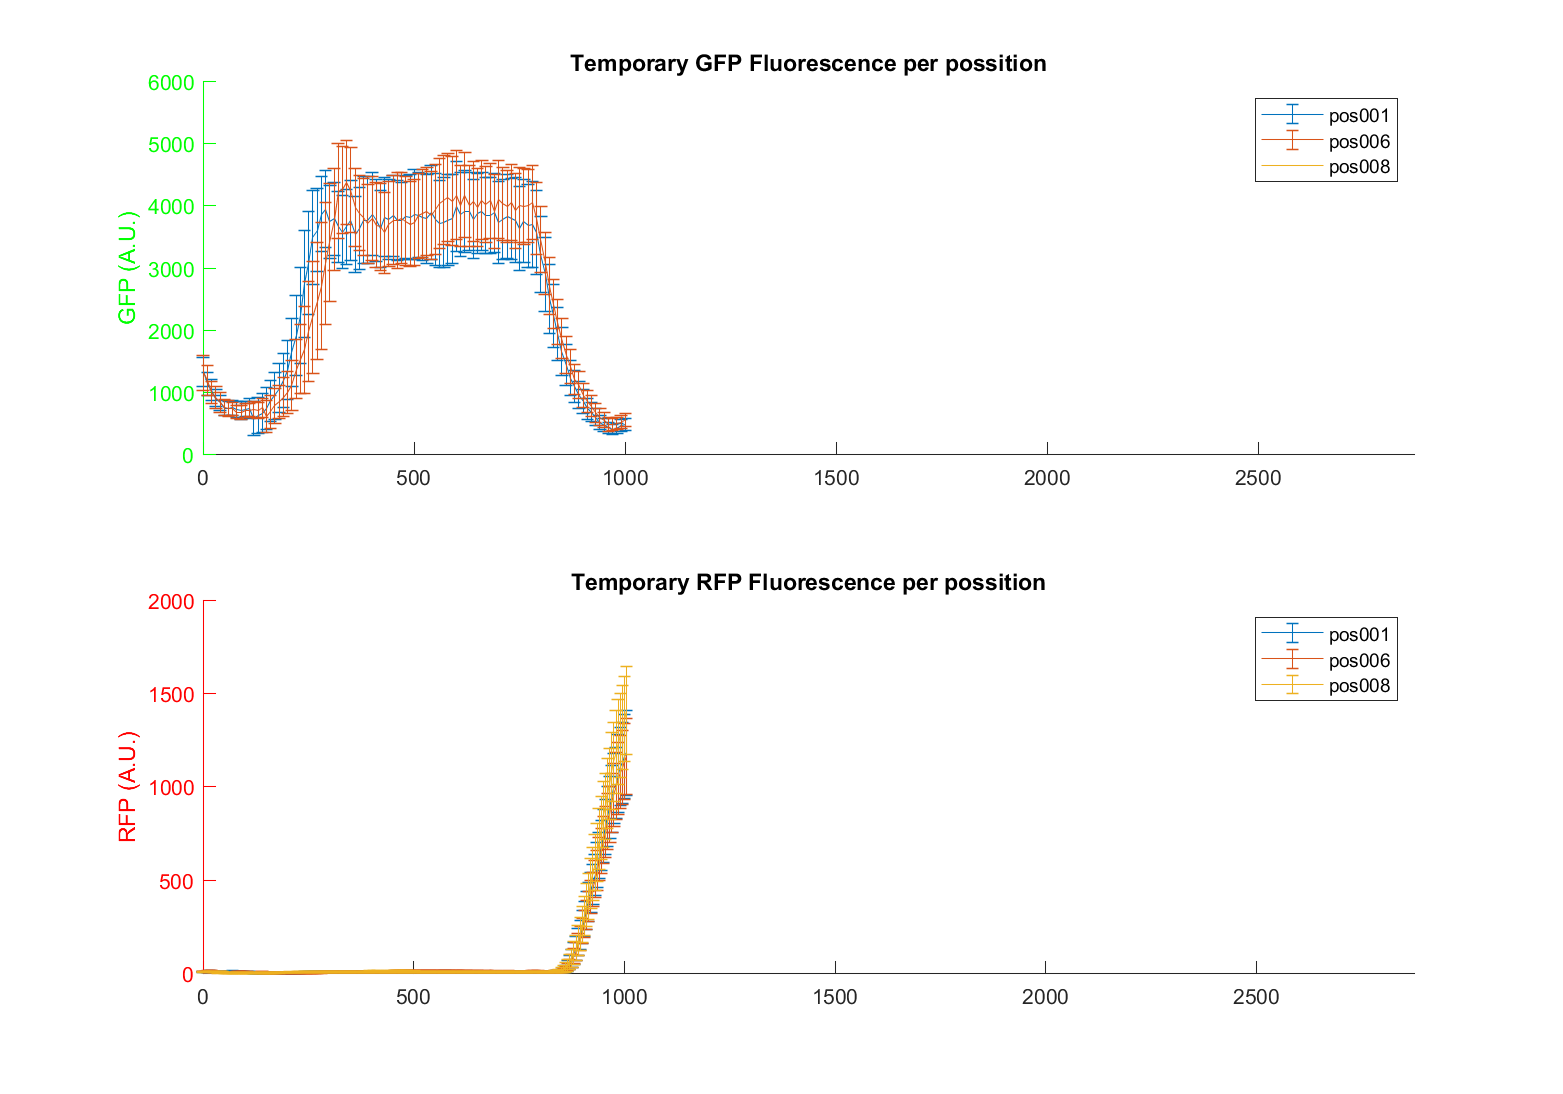 Temporary GFP Fluorescence per possition
6000
5000
4000
3000
2000
1000
0
GFP (A.U.)
0 500 1000 1500 2000 2500
pos001
pos006
pos008
Temporary RFP Fluorescence per possition
2000
1500
1000
500
0
RFP (A.U.)
0 500 1000 1500 2000 2500
pos001
pos006
pos008